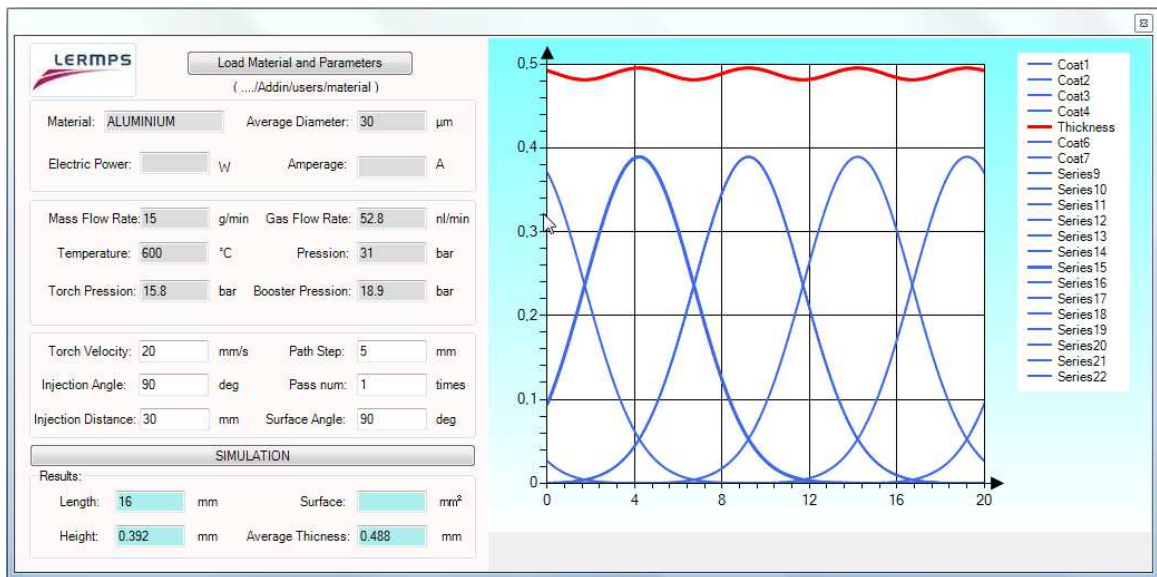 LERMPS
Load Material and Parameters
( ..../Addin/users/material )
Material: ALUMINIUM Average Diameter: 30 µm
Electric Power: W Amperage: A
Mass Flow Rate: 15 g/min Gas Flow Rate: 52.8 nl/min
Temperature: 600 °C Pression: 31 bar
Torch Pression: 15.8 bar Booster Pression: 18.9 bar
Torch Velocity: 20 mm/s Path Step: 5 mm
Injection Angle: 90 deg Pass num: 1 times
Injection Distance: 30 mm Surface Angle: 90 deg
SIMULATION
Results:
Length: 16 mm Surface: mm²
Height: 0.392 mm Average Thicness: 0.488 mm
0,5
0,4
0,3
0,2
0,1
0
0 4 8 12 16 20
Coat1
Coat2
Coat3
Coat4
Thickness
Coat6
Coat7
Series9
Series10
Series11
Series12
Series13
Series14
Series15
Series16
Series17
Series18
Series19
Series20
Series21
Series22